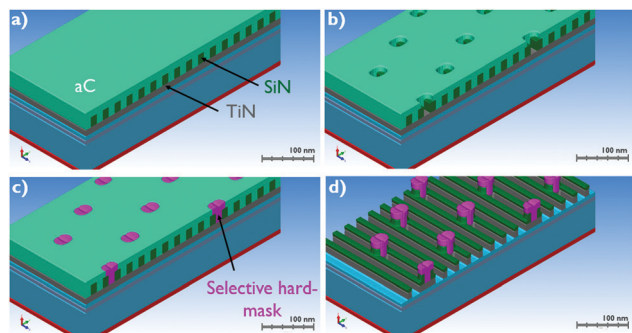 a)
aC
SiN
TiN
100 nm
b)
100 nm
c)
Selective hard-
mask
100 nm
d)
100 nm